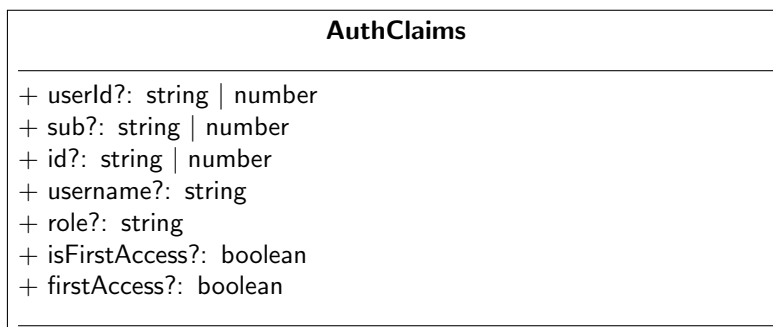 AuthClaims
+ userId?: string | number
+ sub?: string | number
+ id?: string | number
+ username?: string
+ role?: string
+ isFirstAccess?: boolean
+ firstAccess?: boolean